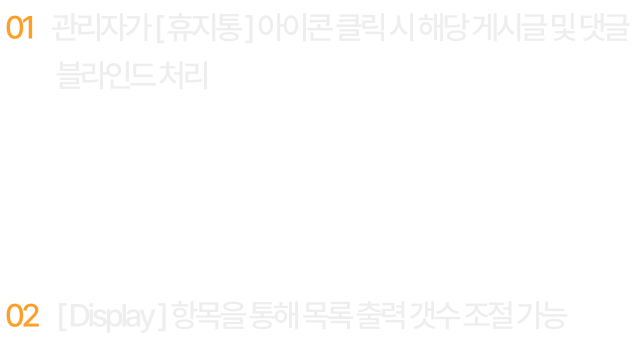 01 관리자가 [ 휴지통 ] 아이콘 클릭 시 해당 게시글 및 댓글
블라인드 처리
02 [ Display ] 항목을 통해 목록 출력 갯수 조절 가능